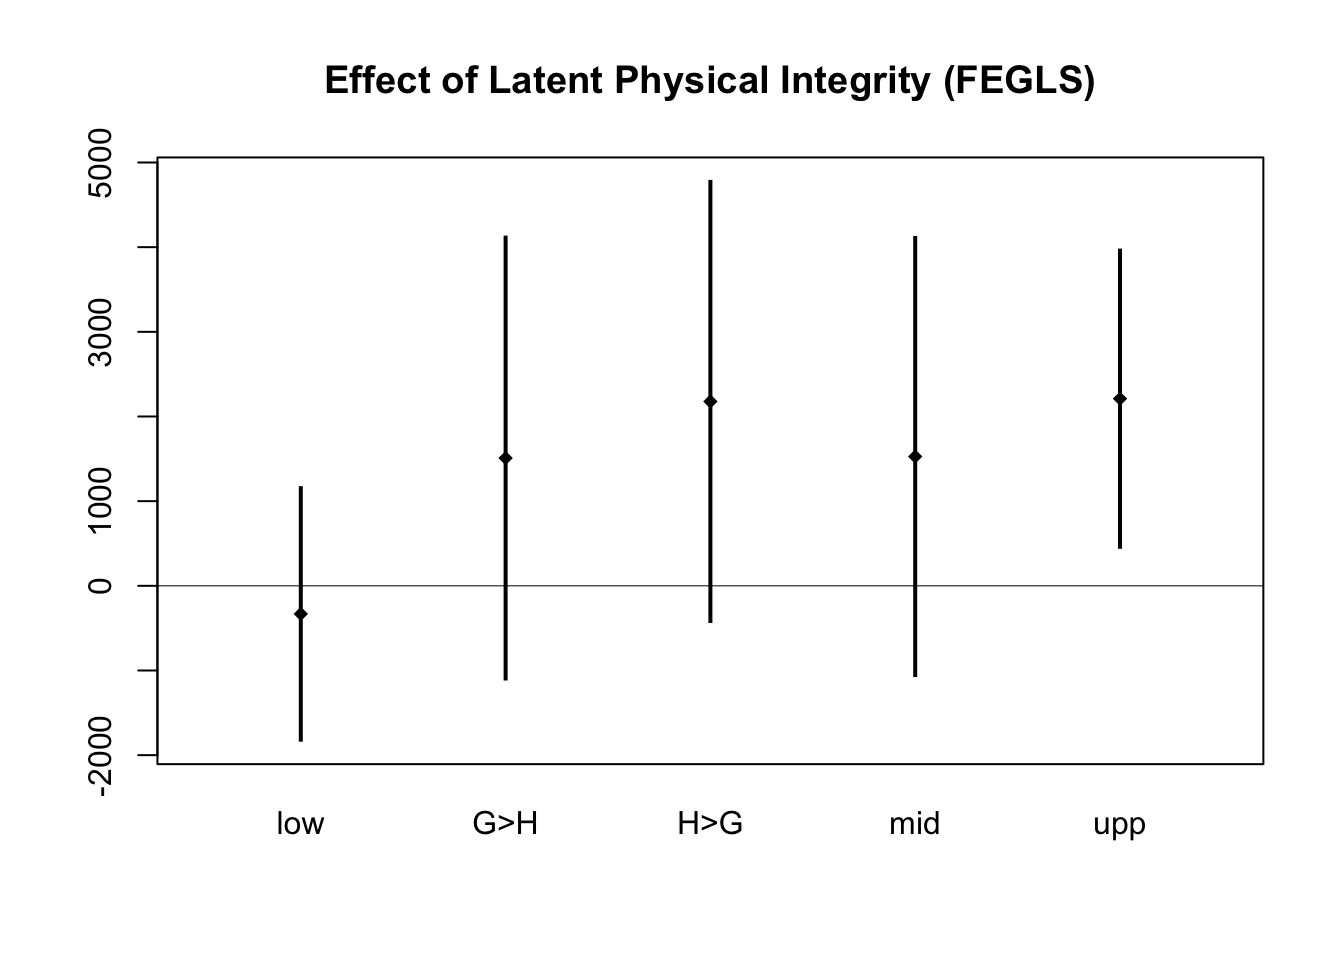 Effect of Latent Physical Integrity (FEGLS)
5000
3000
1000
0
-2000
low G>H H>G mid upp